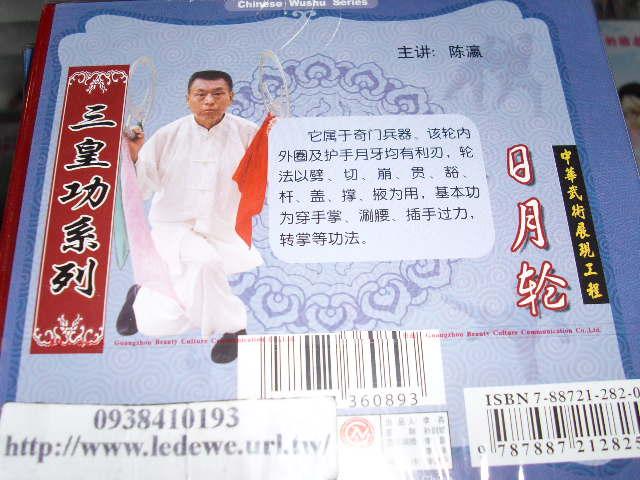 Chinese Wushu Series
主讲: 陈瀛
三皇功系列
它属于奇门兵器、该轮内
外圈及护手月牙均有利刃，轮
法以劈、切、崩、贯、豁、
杆、盖、撑、掖为用，基本功
为穿手掌、涮腰、插手过力，
转掌等功法。
日月轮
中華武術展現工程
Guangzhou Beauty Culture Communication Co.,Ltd.
360893
ISBN 7-88721-282-0
9 787887 212825
0938410193
http://www.ledewe.url.tw/